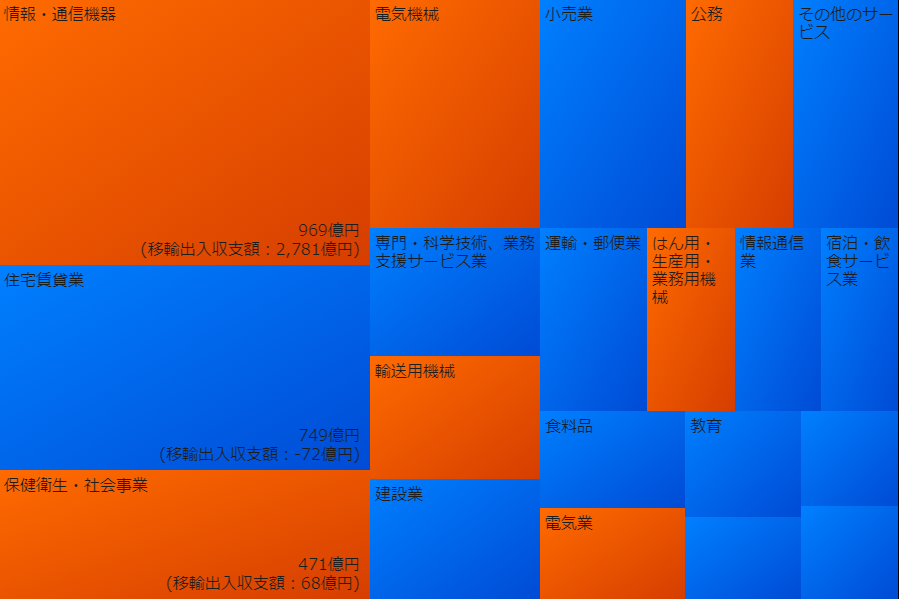 情報・通信機器
969億円
(移輸出入収支額：2,781億円)
住宅賃貸業
749億円
(移輸出入収支額：-72億円)
保健衛生・社会事業
471億円
(移輸出入収支額：68億円)
電気機械
小売業
公務
その他のサー
ビス
専門・科学技術、業務
支援サービス業
運輸・郵便業
はん用・
生産用・
業務用機
械
情報通信
業
宿泊・飲
食サービ
ス業
輸送用機械
建設業
食料品
教育
電気業